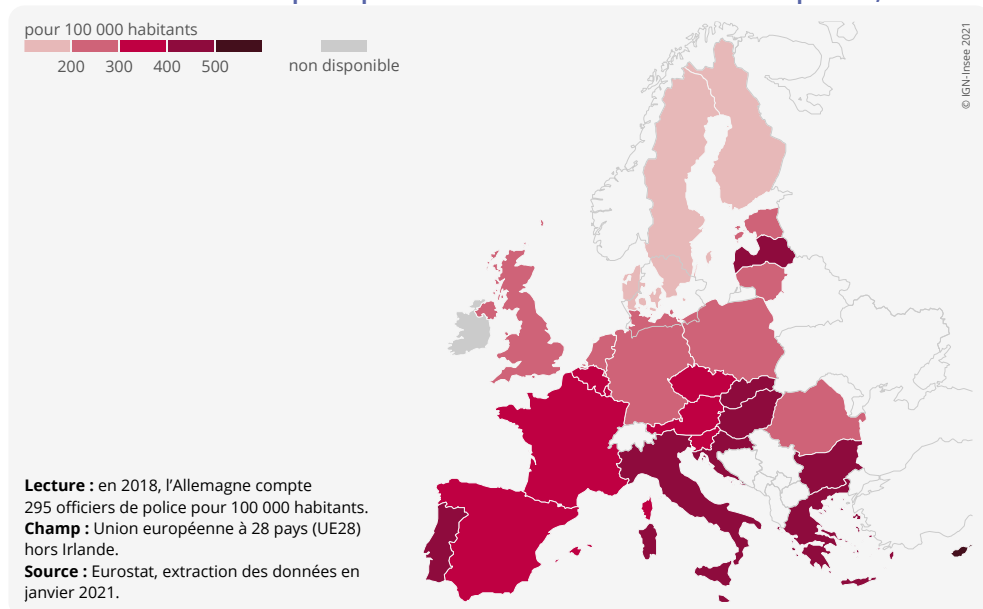 pour 100 000 habitants
200 300 400 500
non disponible
© IGN-Insee 2021
Lecture : en 2018, l’Allemagne compte
295 officiers de police pour 100 000 habitants.
Champ : Union européenne à 28 pays (UE28)
hors Irlande.
Source : Eurostat, extraction des données en
janvier 2021.